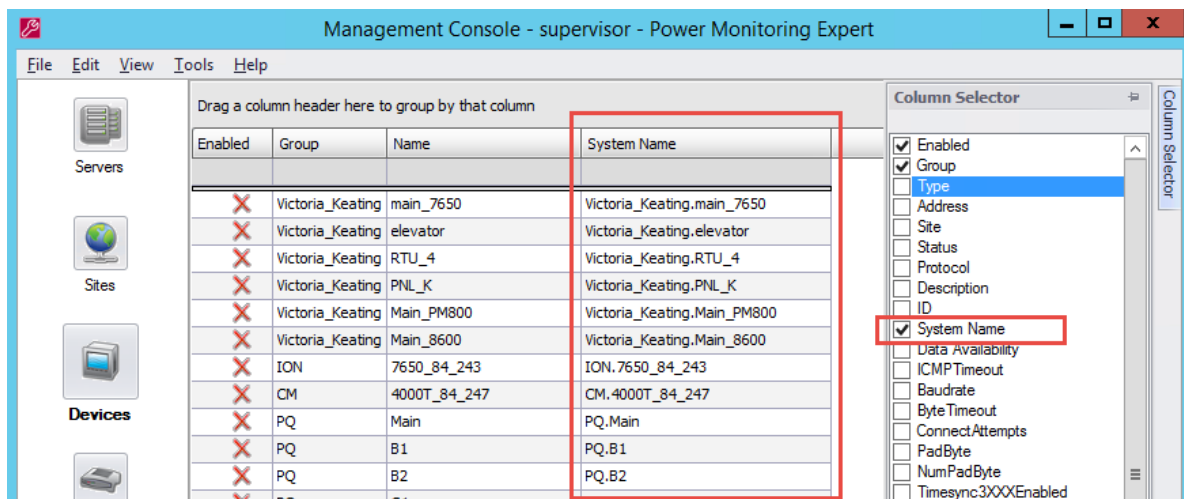 Management Console - supervisor - Power Monitoring Expert
File Edit View Tools Help
Servers
Sites
Devices
Drag a column header here to group by that column
Enabled Group Name System Name
Victoria_Keating main_7650 Victoria_Keating.main_7650
Victoria_Keating elevator Victoria_Keating.elevator
Victoria_Keating RTU_4 Victoria_Keating.RTU_4
Victoria_Keating PNL_K Victoria_Keating.PNL_K
Victoria_Keating Main_PM800 Victoria_Keating.Main_PM800
Victoria_Keating Main_8600 Victoria_Keating.Main_8600
ION 7650_84_243 ION.7650_84_243
CM 4000T_84_247 CM.4000T_84_247
PQ Main PQ.Main
PQ B1 PQ.B1
PQ B2 PQ.B2
Column Selector
Enabled
Group
Type
Address
Site
Status
Protocol
Description
ID
System Name
Data Availability
ICMPTimeout
Baudrate
ByteTimeout
ConnectAttempts
PadByte
NumPadByte
Timesync3XXXEnabled
Column Selector